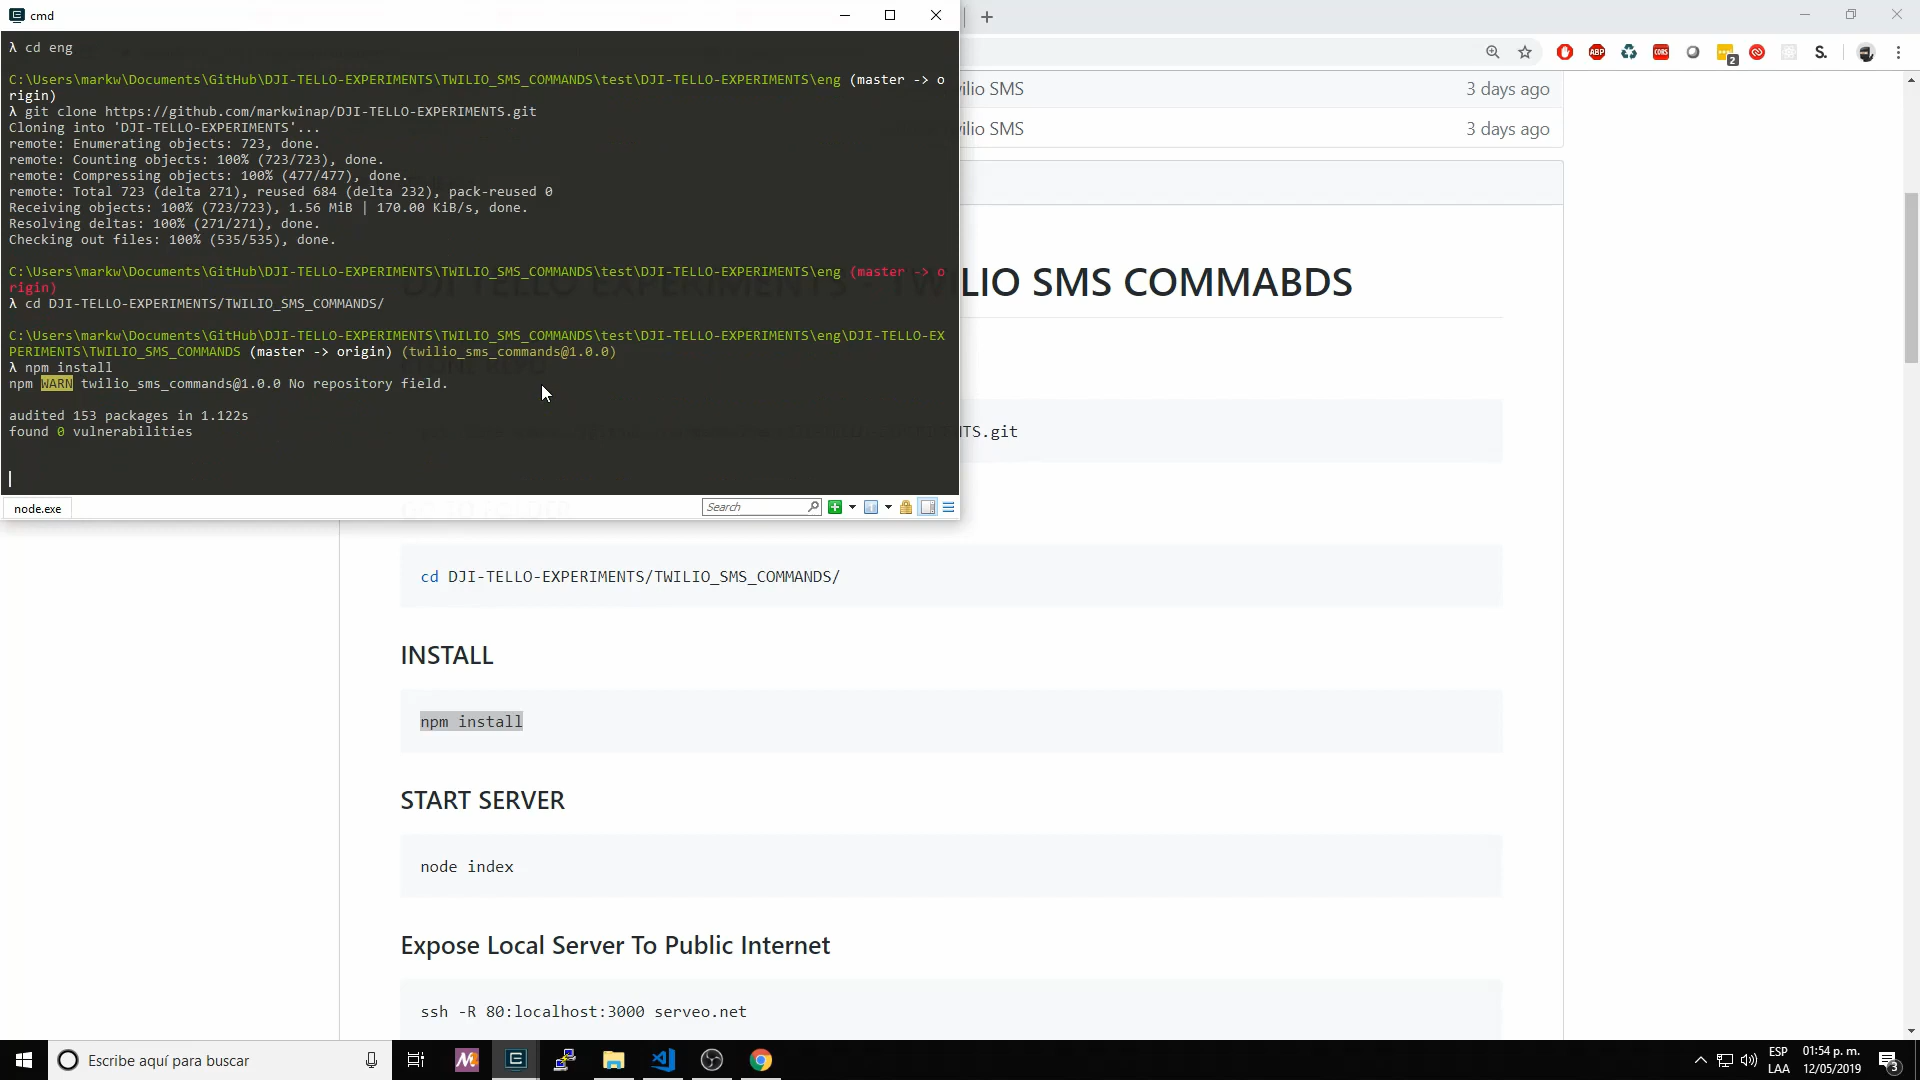 cmd
λ cd eng
C:\Users\markw\Documents\GitHub\DJI-TELLO-EXPERIMENTS\TWILIO_SMS_COMMANDS\test\DJI-TELLO-EXPERIMENTS\eng (master -> o
rigin)
λ git clone https://github.com/markwinap/DJI-TELLO-EXPERIMENTS.git
Cloning into 'DJI-TELLO-EXPERIMENTS'...
remote: Enumerating objects: 723, done.
remote: Counting objects: 100% (723/723), done.
remote: Compressing objects: 100% (477/477), done.
remote: Total 723 (delta 271), reused 684 (delta 232), pack-reused 0
Receiving objects: 100% (723/723), 1.56 MiB | 170.00 KiB/s, done.
Resolving deltas: 100% (271/271), done.
Checking out files: 100% (535/535), done.
C:\Users\markw\Documents\GitHub\DJI-TELLO-EXPERIMENTS\TWILIO_SMS_COMMANDS\test\DJI-TELLO-EXPERIMENTS\eng (master -> o
rigin)
λ cd DJI-TELLO-EXPERIMENTS/TWILIO_SMS_COMMANDS/
C:\Users\markw\Documents\GitHub\DJI-TELLO-EXPERIMENTS\TWILIO_SMS_COMMANDS\test\DJI-TELLO-EXPERIMENTS\eng\DJI-TELLO-EX
PERIMENTS\TWILIO_SMS_COMMANDS (master -> origin) (twilio_sms_commands@1.0.0)
λ npm install
npm WARN twilio_sms_commands@1.0.0 No repository field.
audited 153 packages in 1.122s
found 0 vulnerabilities
node.exe
Search
ABP
CORS
2
S.
ilio SMS 3 days ago
ilio SMS 3 days ago
DJI TELLO EXPERIMENTS - TWILIO SMS COMMABDS
TS.git
cd DJI-TELLO-EXPERIMENTS/TWILIO_SMS_COMMANDS/
INSTALL
npm install
START SERVER
node index
Expose Local Server To Public Internet
ssh -R 80:localhost:3000 serveo.net
Escribe aquí para buscar
ESP
LAA
01:54 p. m.
12/05/2019
3